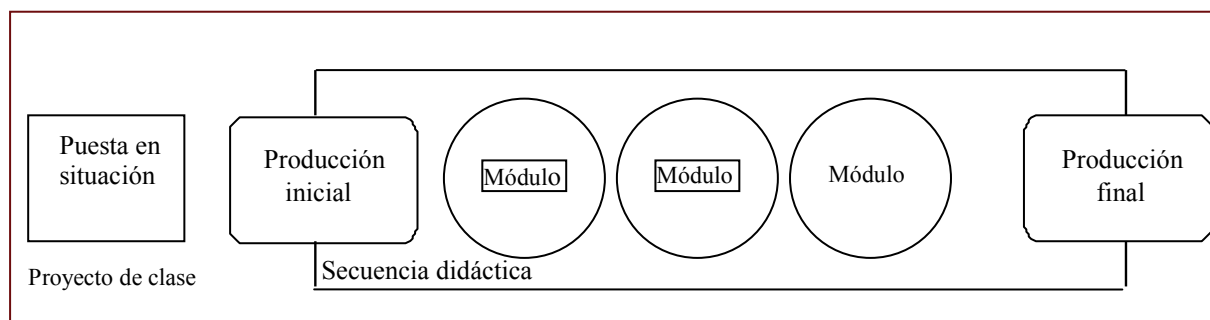 Puesta en
situación
Proyecto de clase
Producción
inicial
Módulo
Módulo
Módulo
Secuencia didáctica
Producción
final